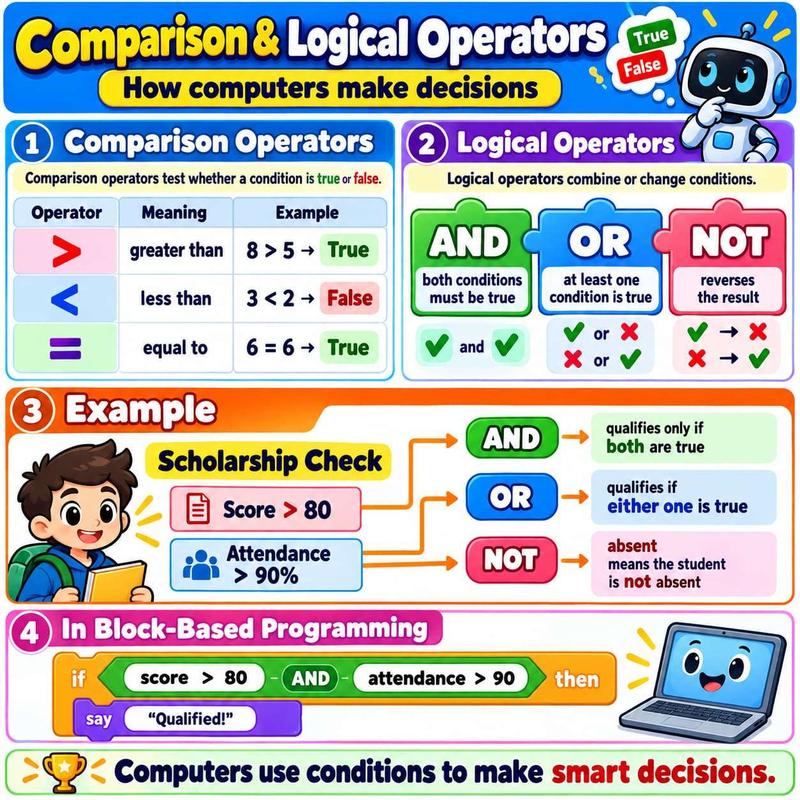 Comparison & Logical Operators
How computers make decisions
True
False
1 Comparison Operators
Comparison operators test whether a condition is true or false.
Operator Meaning Example
> greater than 8 > 5 → True
< less than 3 < 2 → False
= equal to 6 = 6 → True
2 Logical Operators
Logical operators combine or change conditions.
AND OR NOT
both conditions
must be true
at least one
condition is true
reverses
the result
✔ and ✔
✔ or ✘
✘ or ✔
✔ → ✘
✘ → ✔
3 Example
Scholarship Check
Score > 80
Attendance
> 90%
AND
qualifies only if
both are true
OR
qualifies if
either one is true
NOT
absent
means the student
is not absent
4 In Block-Based Programming
if score > 80 - AND - attendance > 90 then
say “Qualified!”
Computers use conditions to make smart decisions.